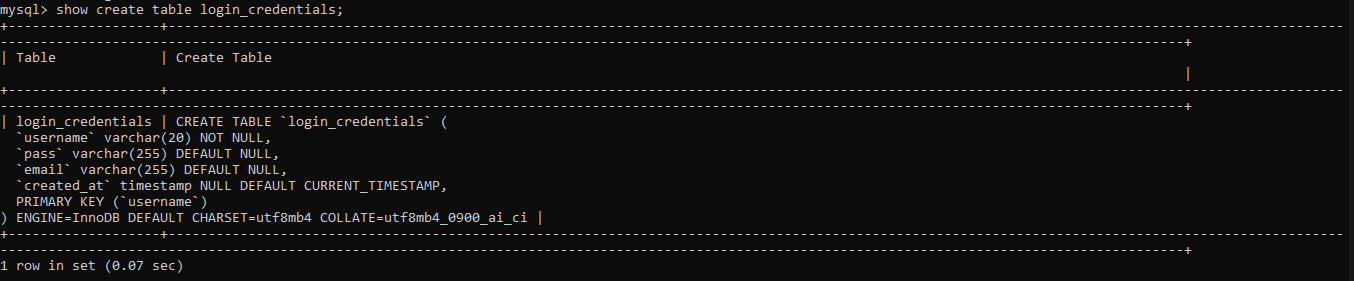 mysql> show create table login_credentials;
+-------------------+---------------------------------------------------------------------------------------------------------------------------------------------------
----------------------------------------------------------------------------------------------------------------------------------------------------+
| Table             | Create Table
                                                                                                                                                    |
+-------------------+---------------------------------------------------------------------------------------------------------------------------------------------------
----------------------------------------------------------------------------------------------------------------------------------------------------+
| login_credentials | CREATE TABLE `login_credentials` (
  `username` varchar(20) NOT NULL,
  `pass` varchar(255) DEFAULT NULL,
  `email` varchar(255) DEFAULT NULL,
  `created_at` timestamp NULL DEFAULT CURRENT_TIMESTAMP,
  PRIMARY KEY (`username`)
) ENGINE=InnoDB DEFAULT CHARSET=utf8mb4 COLLATE=utf8mb4_0900_ai_ci |
+-------------------+---------------------------------------------------------------------------------------------------------------------------------------------------
----------------------------------------------------------------------------------------------------------------------------------------------------+
1 row in set (0.07 sec)